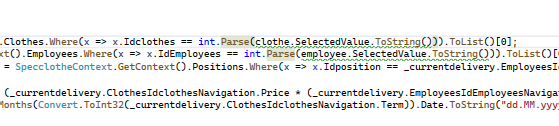 .Clothes.Where(x => x.Idclothes == int.Parse(clothe.SelectedValue.ToString())).ToList()[0];
xt().Employees.Where(x => x.IdEmployees == int.Parse(employee.SelectedValue.ToString())).ToList()[0
= SpecclotheContext.GetContext().Positions.Where(x => x.Idposition == _currentdelivery.EmployeesId
(_currentdelivery.ClothesIdclothesNavigation.Price * (_currentdelivery.EmployeesIdEmployeesNaviga
Months(Convert.ToInt32(_currentdelivery.ClothesIdclothesNavigation.Term)).Date.ToString("dd.MM.yyy